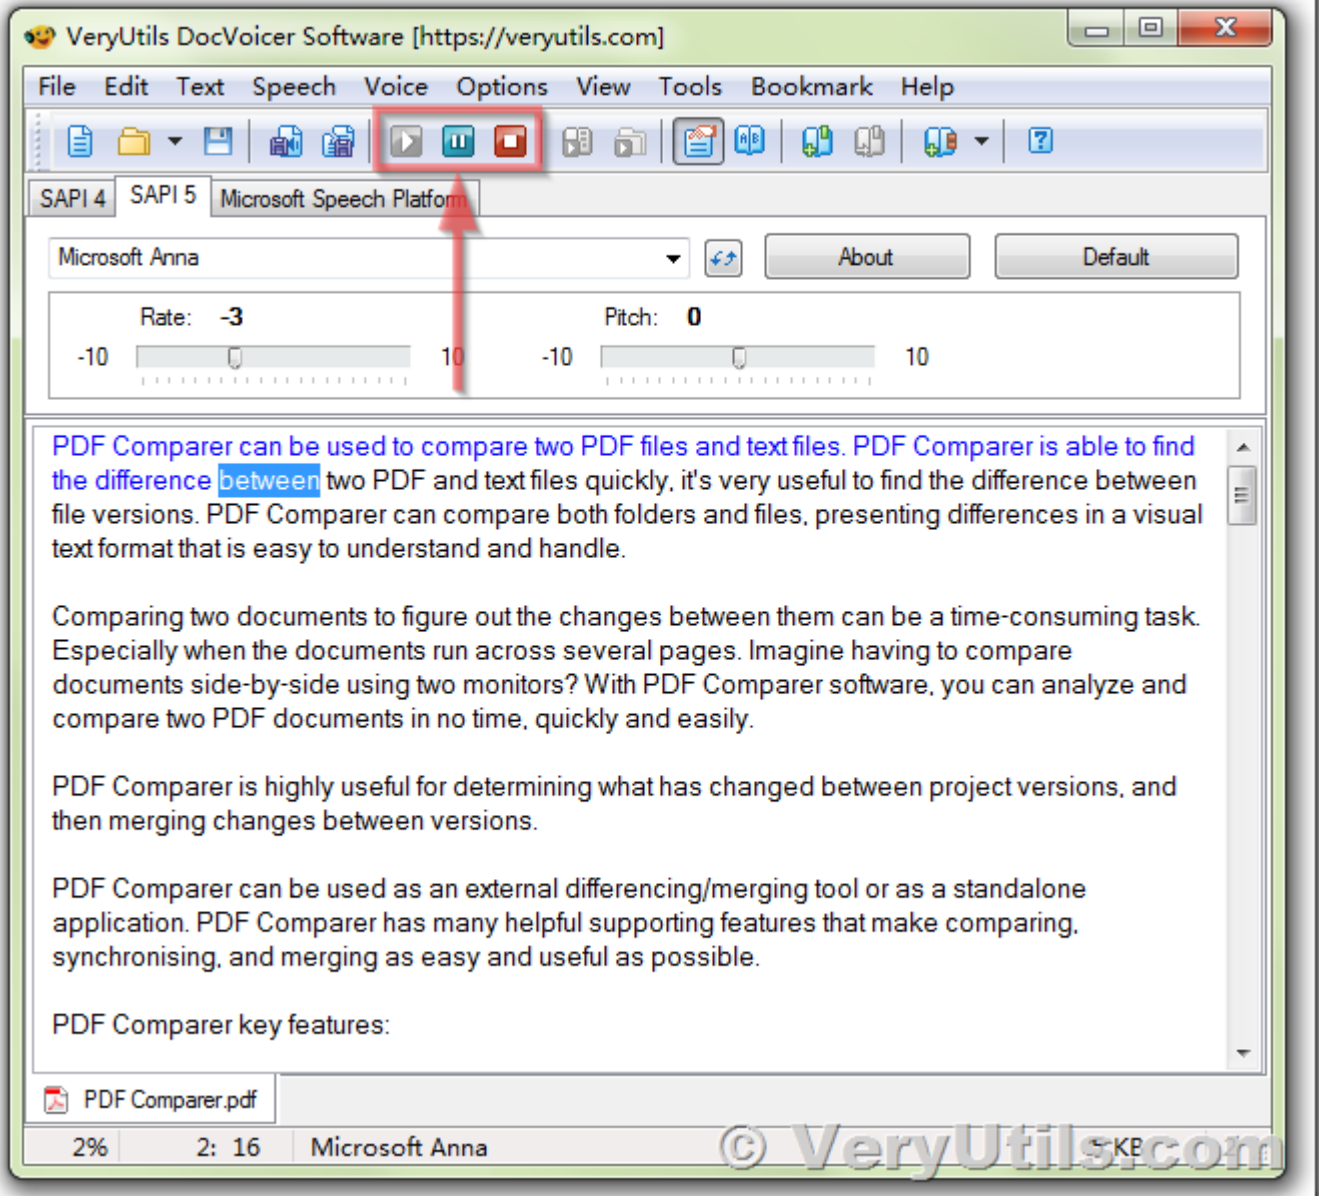 VeryUtils DocVoicer Software [https://veryutils.com]
File Edit Text Speech Voice Options View Tools Bookmark Help
SAPI 4 SAPI 5 Microsoft Speech Platform
Microsoft Anna About Default
Rate: -3 Pitch: 0
-10 10 -10 10
PDF Comparer can be used to compare two PDF files and text files. PDF Comparer is able to find
the difference between two PDF and text files quickly, it's very useful to find the difference between
file versions. PDF Comparer can compare both folders and files, presenting differences in a visual
text format that is easy to understand and handle.
Comparing two documents to figure out the changes between them can be a time-consuming task.
Especially when the documents run across several pages. Imagine having to compare
documents side-by-side using two monitors? With PDF Comparer software, you can analyze and
compare two PDF documents in no time, quickly and easily.
PDF Comparer is highly useful for determining what has changed between project versions, and
then merging changes between versions.
PDF Comparer can be used as an external differencing/merging tool or as a standalone
application. PDF Comparer has many helpful supporting features that make comparing,
synchronising, and merging as easy and useful as possible.
PDF Comparer key features:
PDF Comparer.pdf
2% 2: 16 Microsoft Anna KB
© VeryUtils.com